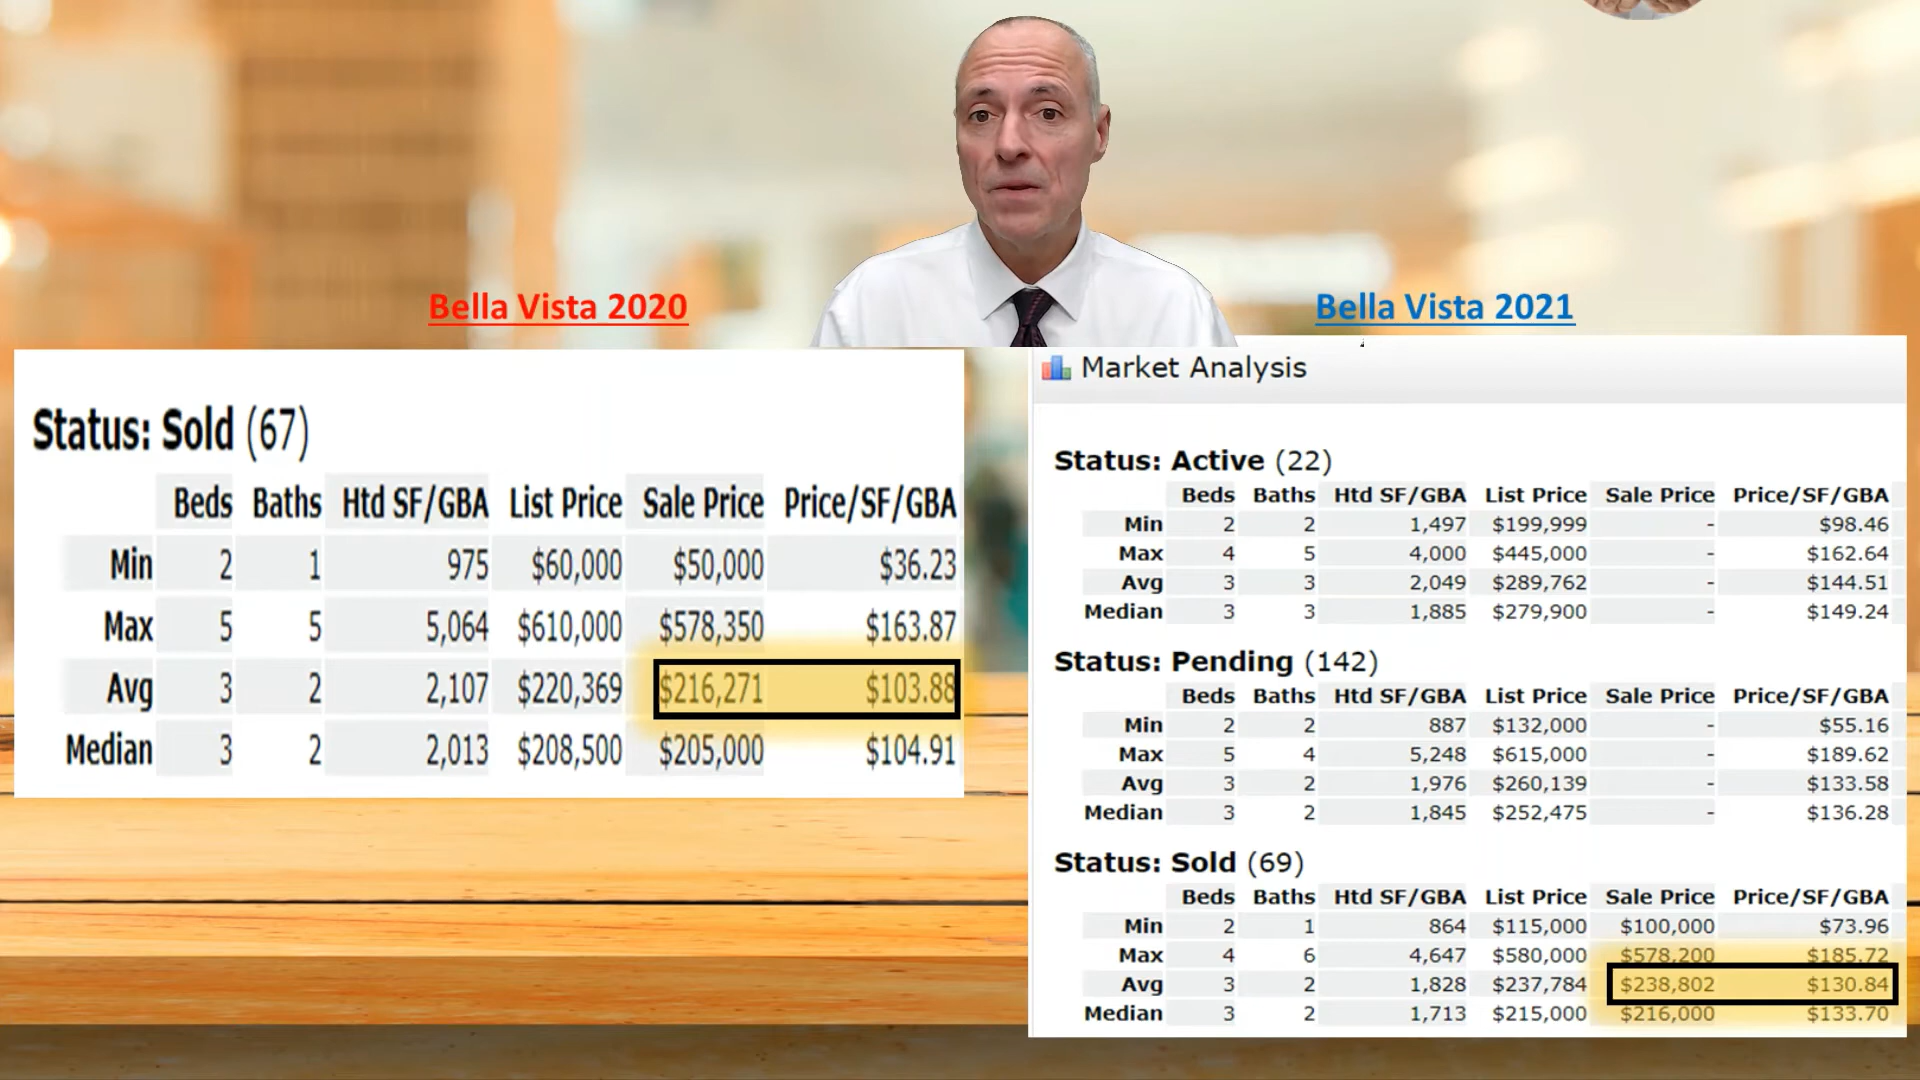 Bella Vista 2020
Status: Sold (67)
Beds Baths Htd SF/GBA List Price Sale Price Price/SF/GBA
Min 2 1 975 $60,000 $50,000 $36.23
Max 5 5 5,064 $610,000 $578,350 $163.87
Avg 3 2 2,107 $220,369 $216,271 $103.88
Median 3 2 2,013 $208,500 $205,000 $104.91
Bella Vista 2021
Market Analysis
Status: Active (22)
Beds Baths Htd SF/GBA List Price Sale Price Price/SF/GBA
Min 2 2 1,497 $199,999 - $98.46
Max 4 5 4,000 $445,000 - $162.64
Avg 3 3 2,049 $289,762 - $144.51
Median 3 3 1,885 $279,900 - $149.24
Status: Pending (142)
Beds Baths Htd SF/GBA List Price Sale Price Price/SF/GBA
Min 2 2 887 $132,000 - $55.16
Max 5 4 5,248 $615,000 - $189.62
Avg 3 2 1,976 $260,139 - $133.58
Median 3 2 1,845 $252,475 - $136.28
Status: Sold (69)
Beds Baths Htd SF/GBA List Price Sale Price Price/SF/GBA
Min 2 1 864 $115,000 $100,000 $73.96
Max 4 6 4,647 $580,000 $578,200 $185.72
Avg 3 2 1,828 $237,784 $238,802 $130.84
Median 3 2 1,713 $215,000 $216,000 $133.70